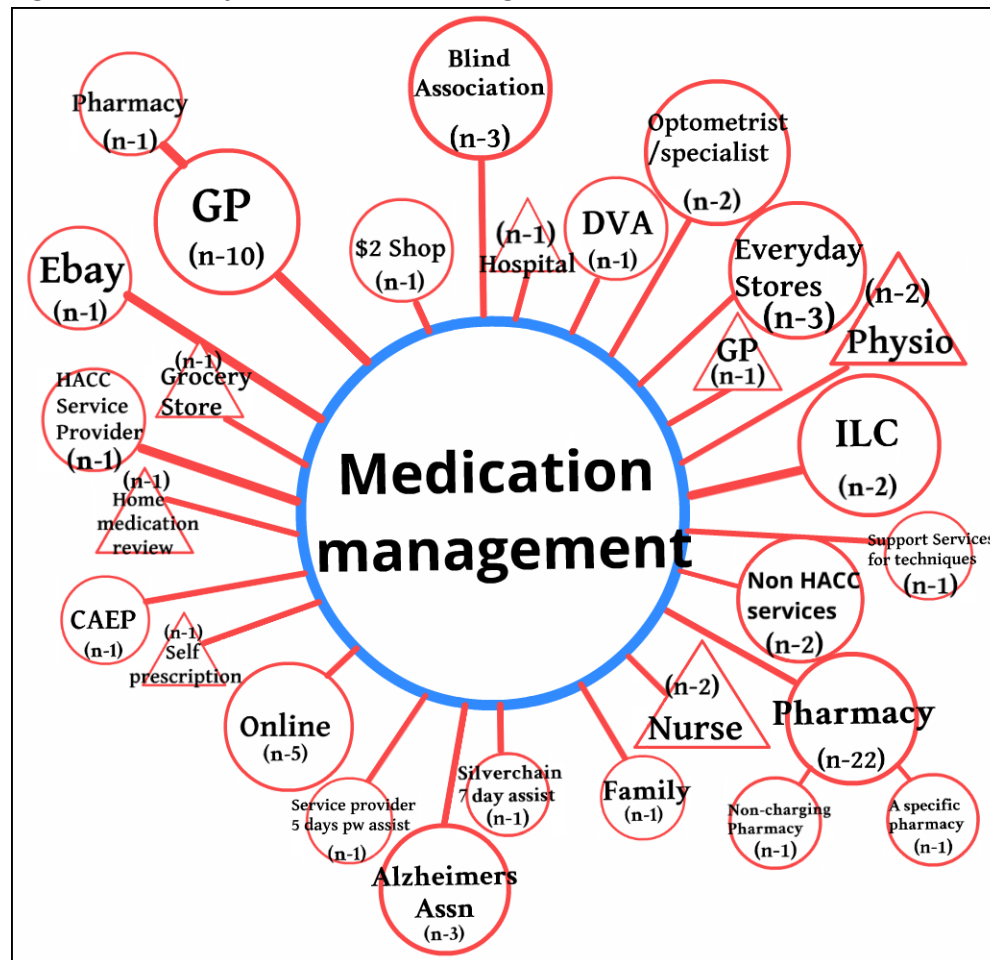 Blind
Association
(n-3)
Pharmacy
(n-1)
GP
(n-10)
Optometrist
/specialist
(n-2)
$2 Shop
(n-1)
(n-1)
Hospital
DVA
(n-1)
Everyday
Stores
(n-3)
Ebay
(n-1)
(n-2)
Physio
(n-1)
Grocery
Store
GP
(n-1)
HACC
Service
Provider
(n-1)
ILC
(n-2)
Medication
management
(n-1)
Home
medication
review
Support Services
for techniques
(n-1)
Non HACC
services
(n-2)
CAEP
(n-1)
(n-1)
Self
prescription
(n-2)
Nurse
Pharmacy
(n-22)
Online
(n-5)
Silverchain
7 day assist
(n-1)
Family
(n-1)
Service provider
5 days pw assist
(n-1)
Non-charging
Pharmacy
(n-1)
A specific
pharmacy
(n-1)
Alzheimers
Assn
(n-3)